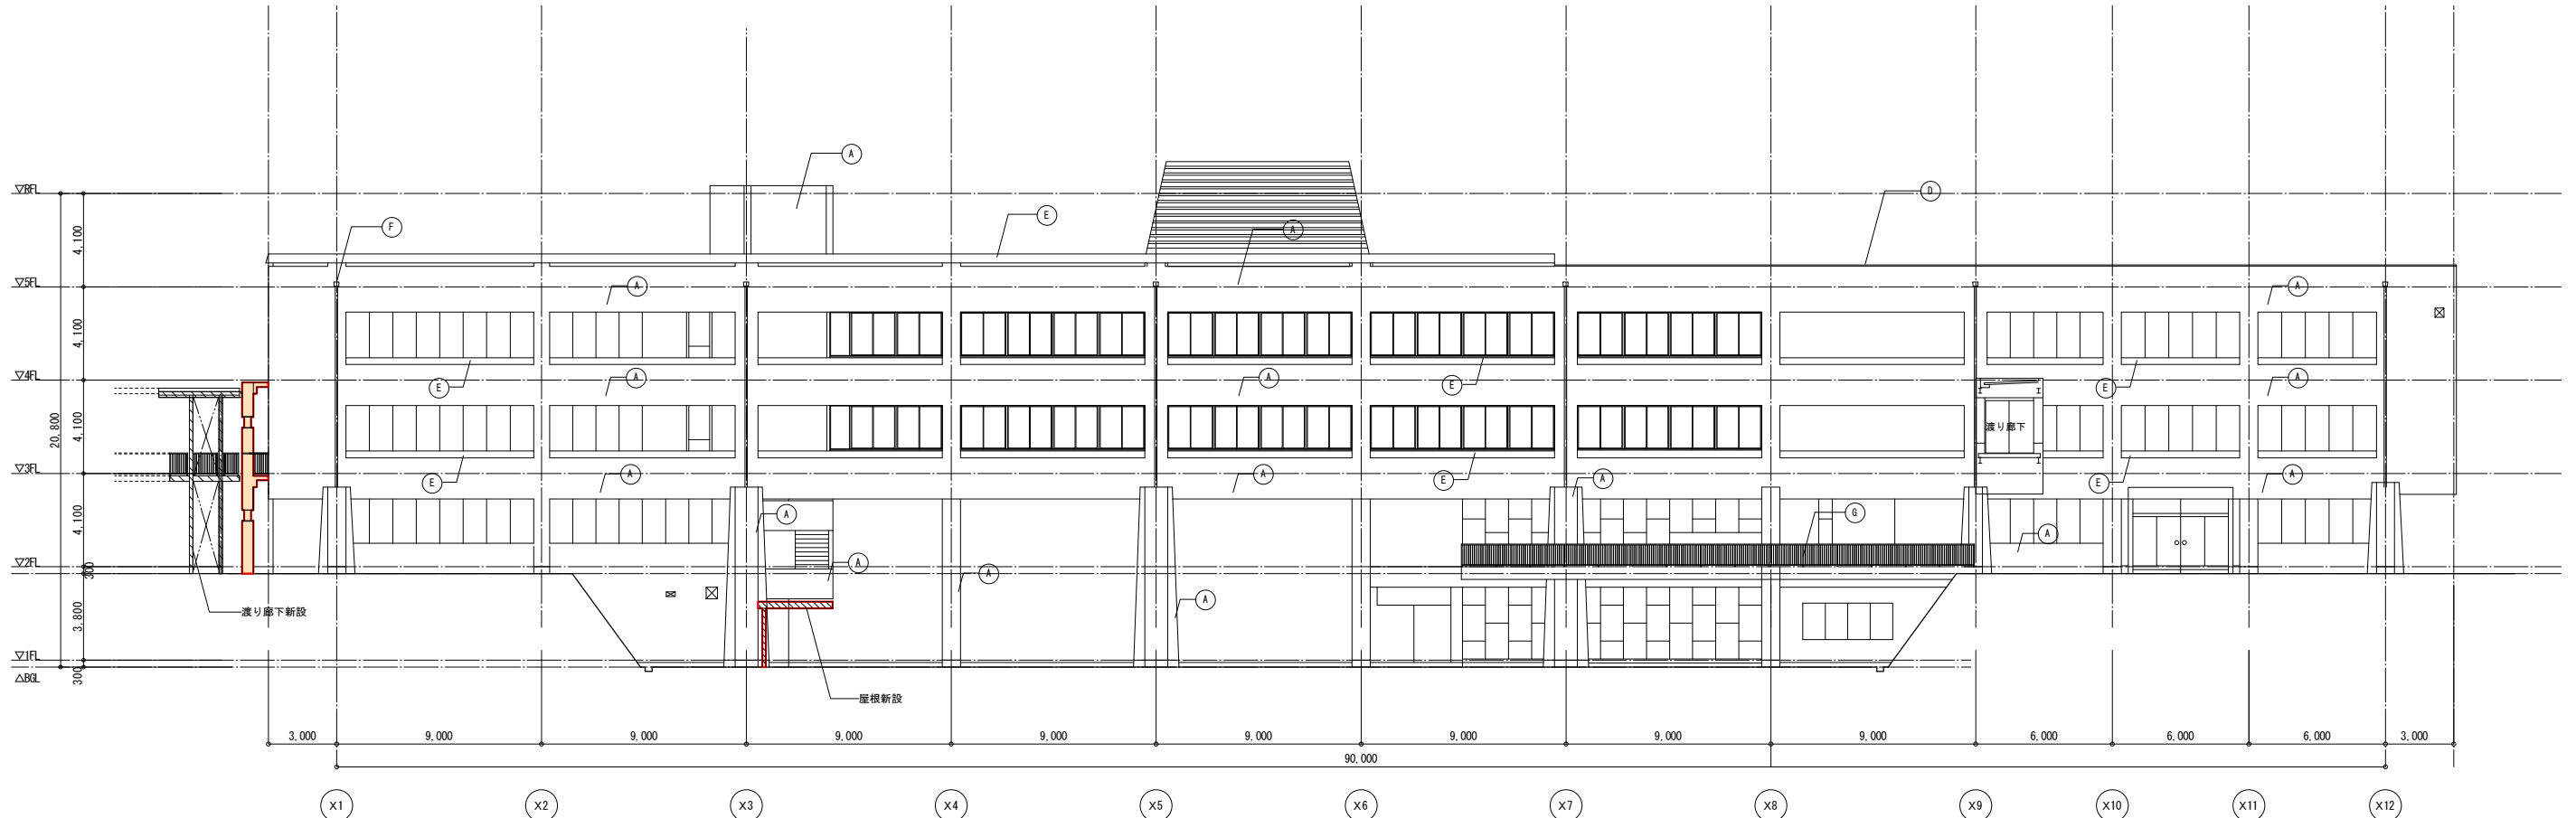 A
D
▽RFL
E
F
A
4,100
▽5FL
A
A
4,100
▽4FL
A
A
E
E
E
A
渡り廊下
20,800
4,100
▽3FL
A
A
A
A
E
E
E
A
G
A
A
4,100
▽2FL
300
A
A
A
渡り廊下新設
3,800
▽1FL
300
△BGL
屋根新設
3,000
9,000
9,000
9,000
9,000
9,000
9,000
9,000
9,000
6,000
6,000
6,000
3,000
90,000
X1
X2
X3
X4
X5
X6
X7
X8
X9
X10
X11
X12